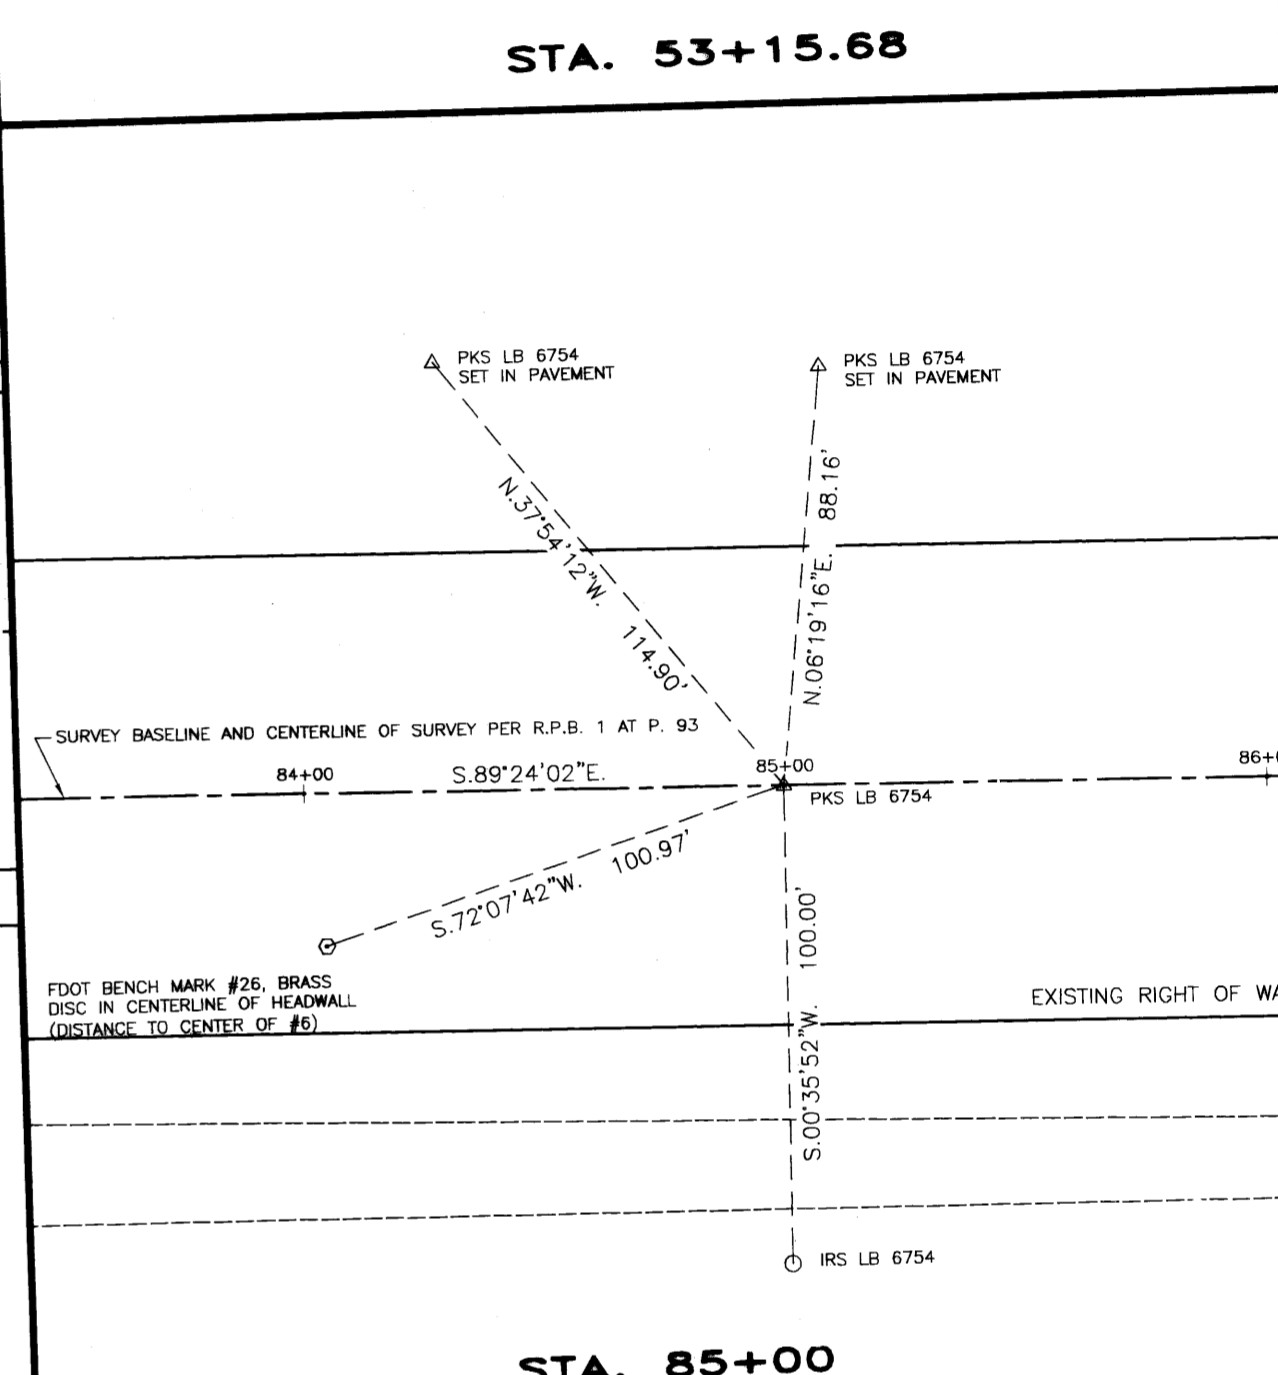 STA. 53+15.68
PKS LB 6754
SET IN PAVEMENT
PKS LB 6754
SET IN PAVEMENT
N.37°54'12"W. 114.90'
N.06°19'16"E. 88.16'
SURVEY BASELINE AND CENTERLINE OF SURVEY PER R.P.B. 1 AT P. 93
84+00
S.89°24'02"E.
85+00
86+0
PKS LB 6754
S.72°07'42"W. 100.97'
S.00°35'52"W. 100.00'
FDOT BENCH MARK #26, BRASS
DISC IN CENTERLINE OF HEADWALL
(DISTANCE TO CENTER OF #6)
EXISTING RIGHT OF WA
IRS LB 6754
STA. 85+00